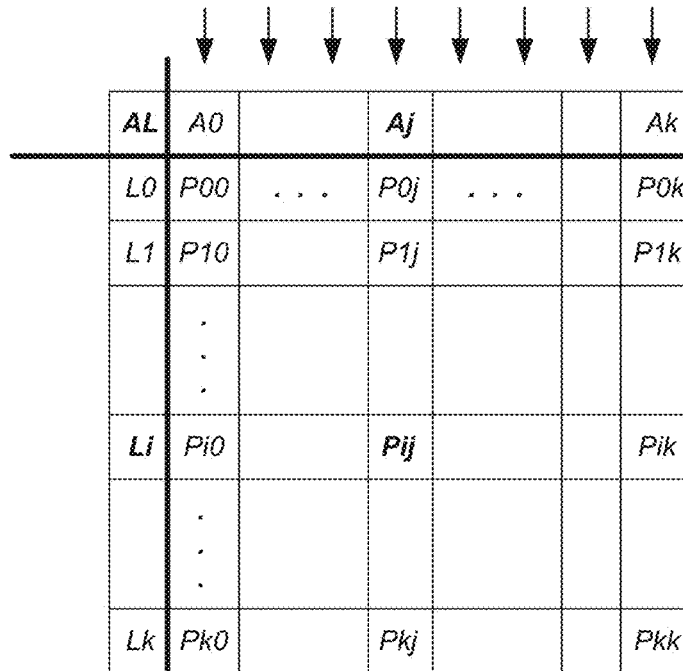 AL A0 Aj Ak
L0 P00 . . . P0j . . . P0k
L1 P10 P1j P1k
.
.
.
Li Pi0 Pij Pik
.
.
.
Lk Pk0 Pkj Pkk